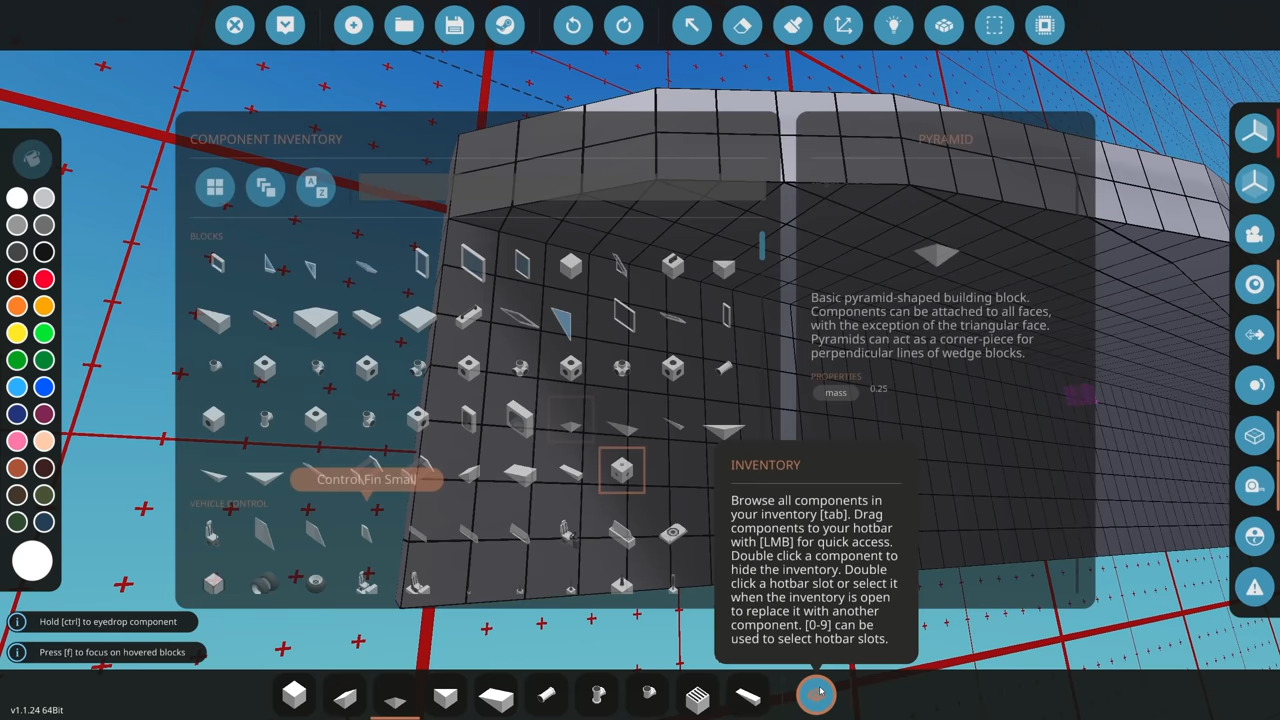 COMPONENT INVENTORY
PYRAMID
BLOCKS
Basic pyramid-shaped building block.
Components can be attached to all faces,
with the exception of the triangular face.
Pyramids can act as a corner-piece for
perpendicular lines of wedge blocks.
PROPERTIES
mass 0.25
Control Fin Small
VEHICLE CONTROL
INVENTORY
Browse all components in
your inventory [tab]. Drag
components to your hotbar
with [LMB] for quick access.
Double click a component to
hide the inventory. Double
click a hotbar slot or select it
when the inventory is open
to replace it with another
component. [0-9] can be
used to select hotbar slots.
Hold [ctrl] to eyedrop component
Press [f] to focus on hovered blocks
v1.1.24 64Bit